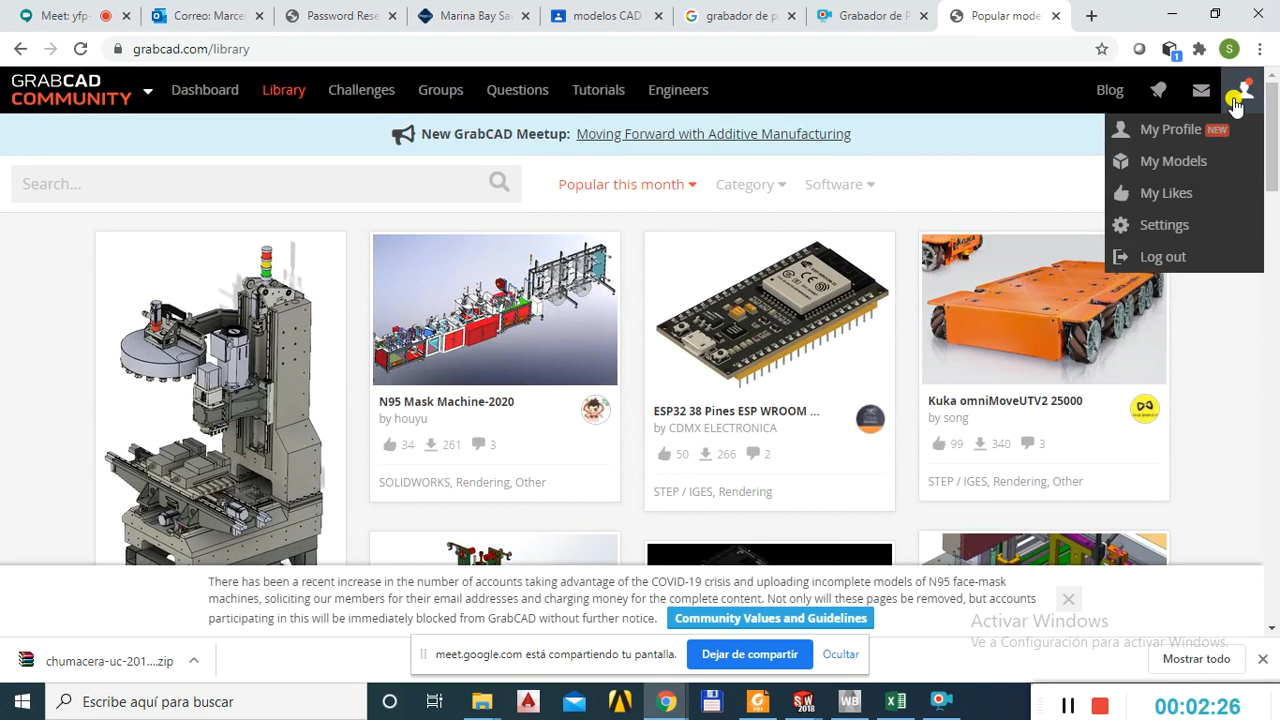 Meet: yfp-
Correo: Marcel
Password Rese
Marina Bay Sa
modelos CAD
grabador de p
Grabador de P
Popular mode
grabcad.com/library
S
1
GRABCAD
COMMUNITY
Dashboard
Library
Challenges
Groups
Questions
Tutorials
Engineers
Blog
New GrabCAD Meetup: Moving Forward with Additive Manufacturing
My Profile NEW
My Models
My Likes
Settings
Log out
Search...
Popular this month
Category
Software
N95 Mask Machine-2020
by houyu
34 261 3
SOLIDWORKS, Rendering, Other
ESP32 38 Pines ESP WROOM ...
by CDMX ELECTRONICA
50 266 2
STEP / IGES, Rendering
Kuka omniMoveUTV2 25000
by song
99 340 3
STEP / IGES, Rendering, Other
There has been a recent increase in the number of accounts taking advantage of the COVID-19 crisis and uploading incomplete models of N95 face-mask
machines, soliciting our members for their email addresses and charging money for the complete content. Not only will these pages be removed, but accounts
participating in this will be immediately blocked from GrabCAD without further notice. Community Values and Guidelines
Activar Windows
Ve a Configuración para activar Windows.
chumacera-uc-201....zip
meet.google.com está compartiendo tu pantalla.
Dejar de compartir
Ocultar
Mostrar todo
Escribe aquí para buscar
00:02:26